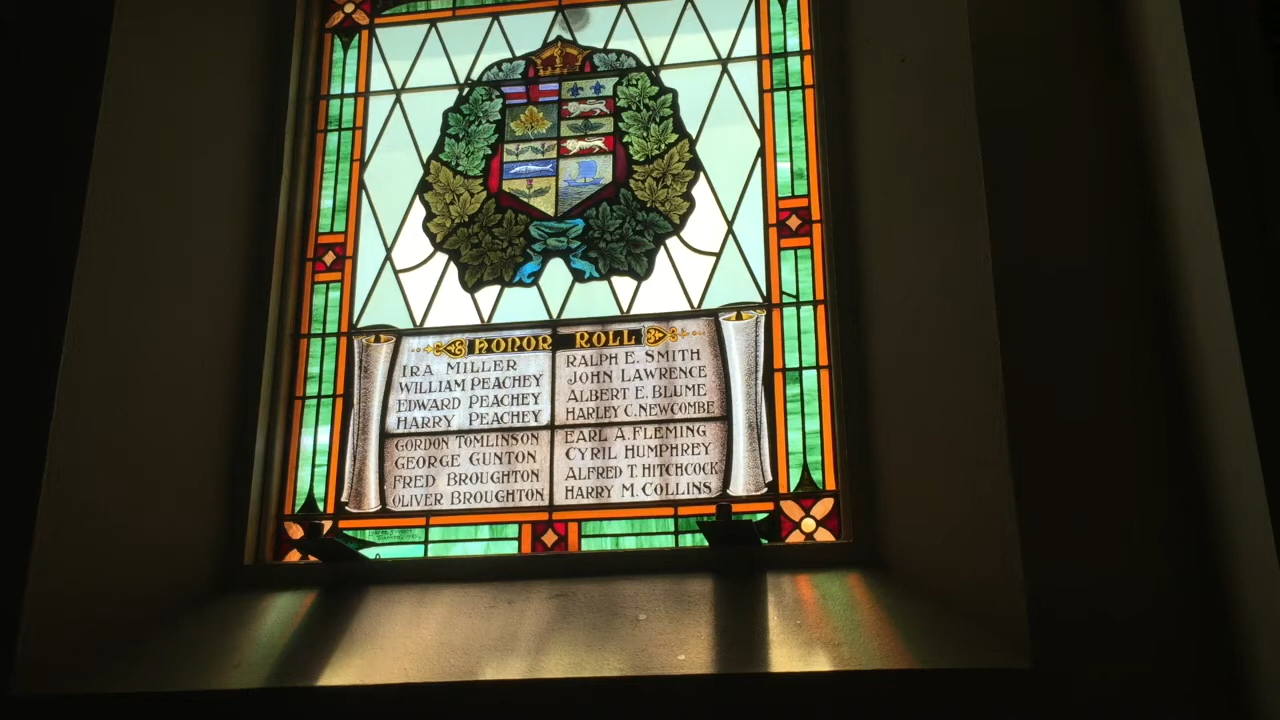 HONOR ROLL
IRA MILLER
WILLIAM PEACHEY
EDWARD PEACHEY
HARRY PEACHEY
GORDON TOMLINSON
GEORGE GUNTON
FRED BROUGHTON
OLIVER BROUGHTON
RALPH E. SMITH
JOHN LAWRENCE
ALBERT E. BLUME
HARLEY C. NEWCOMBE
EARL A. FLEMING
CYRIL HUMPHREY
ALFRED T. HITCHCOCK
HARRY M. COLLINS